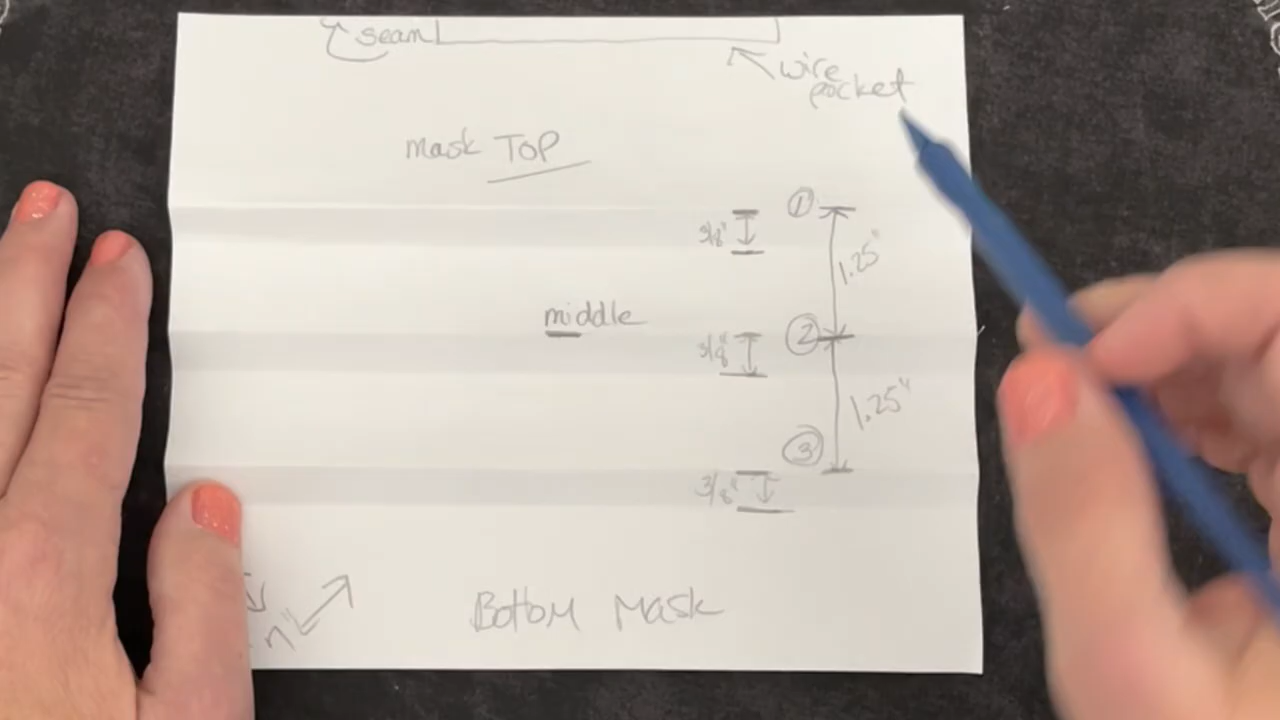 seam
wire
pocket
mask TOP
①
3/8"
1.25"
middle
②
3/8"
1.25"
③
3/8"
Bottom Mask